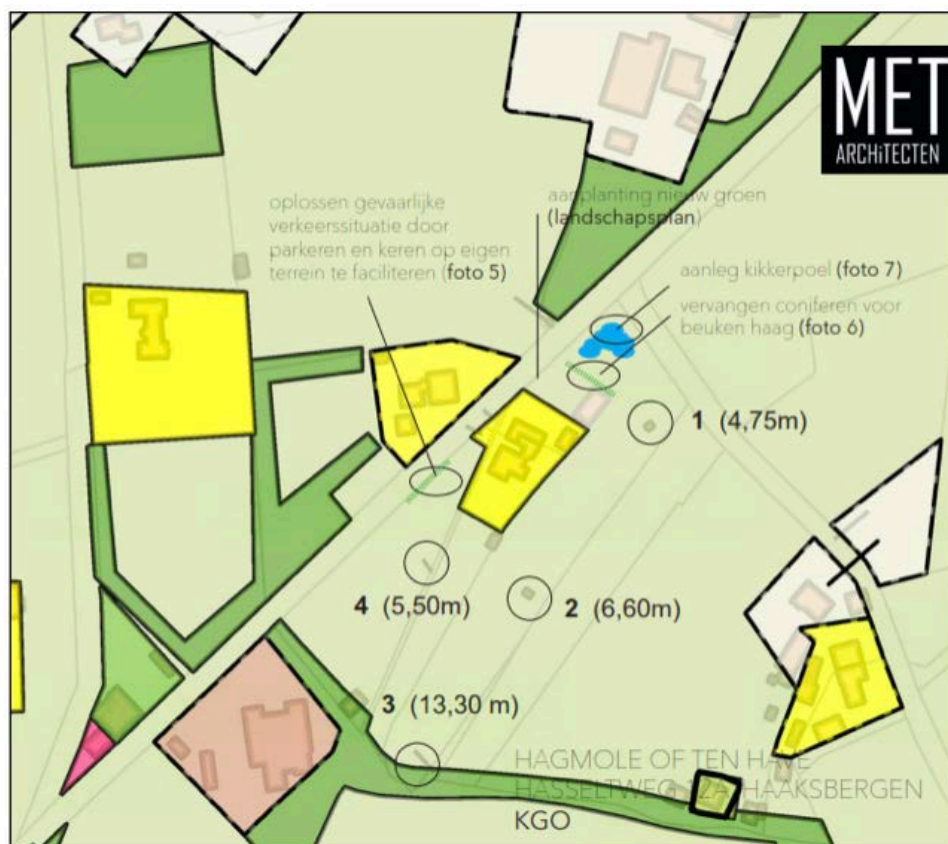 MET
ARCHiTECTEN
oplossen gevaarlijke
verkeerssituatie door
parkeren en keren op eigen
terrein te faciliteren (foto 5)
aanplanting nieuw groen
(landschapsplan)
aanleg kikkerpoel (foto 7)
vervangen coniferen voor
beuken haag (foto 6)
1 (4,75m)
4 (5,50m)
2 (6,60m)
3 (13,30 m)
HAGMOLE OF TEN HAVE
HASSELTWEG 12A HAAKSBERGEN
KGO